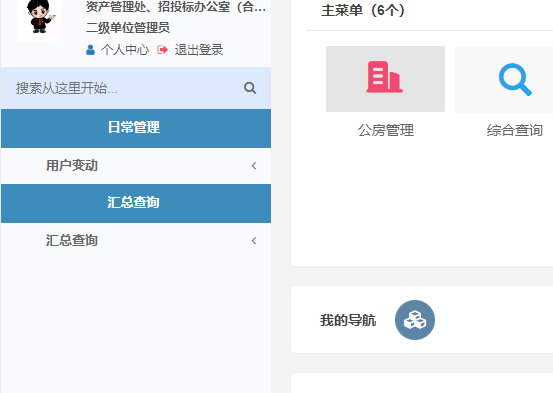 资产管理处、招投标办公室（合...
二级单位管理员
个人中心 退出登录
搜索从这里开始...
日常管理
用户变动
汇总查询
汇总查询
主菜单（6个）
公房管理
综合查询
我的导航